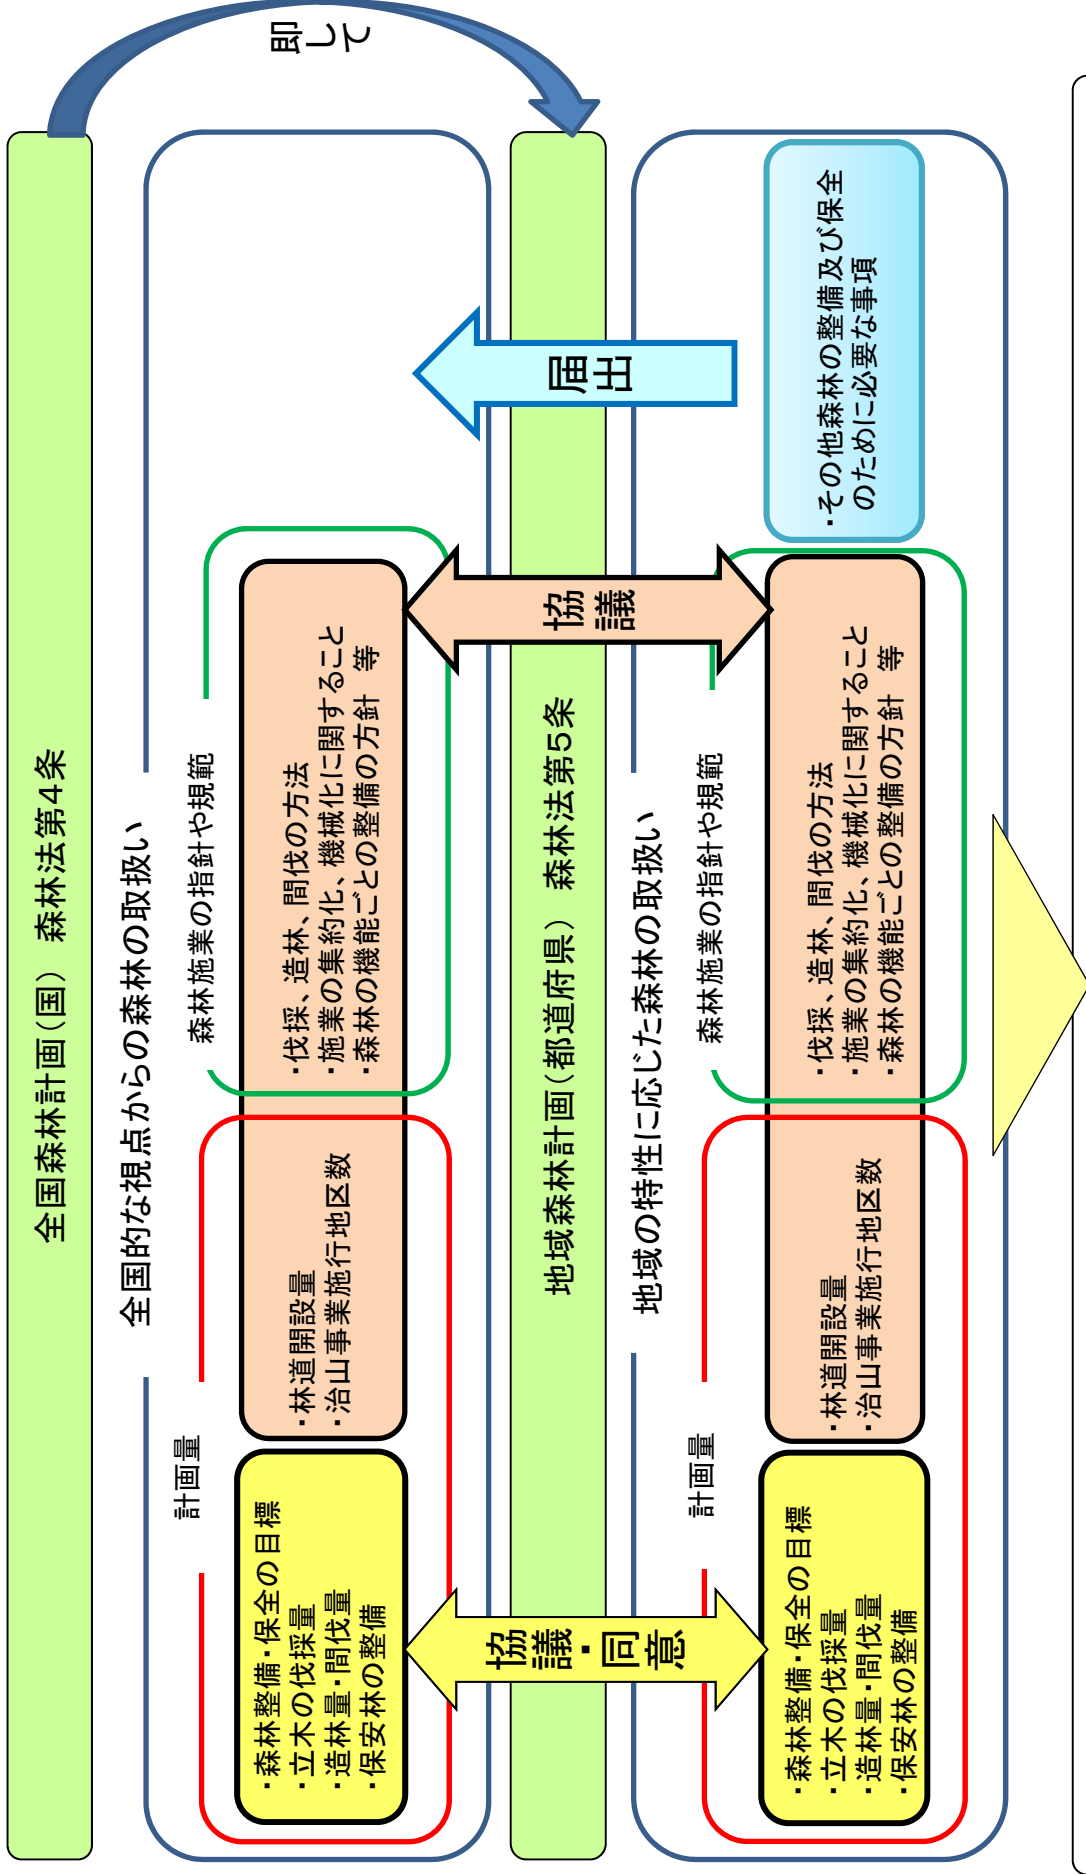 全国森林計画（国）　森林法第４条
即して
全国的な視点からの森林の取扱い
計画量
・森林整備・保全の目標
・立木の伐採量
・造林量・間伐量
・保安林の整備
・林道開設量
・治山事業施行地区数
森林施業の指針や規範
・伐採、造林、間伐の方法
・施業の集約化、機械化に関すること
・森林の機能ごとの整備の方針　等
協議・同意
協議
届出
地域森林計画（都道府県）　森林法第５条
地域の特性に応じた森林の取扱い
計画量
・森林整備・保全の目標
・立木の伐採量
・造林量・間伐量
・保安林の整備
・林道開設量
・治山事業施行地区数
森林施業の指針や規範
・伐採、造林、間伐の方法
・施業の集約化、機械化に関すること
・森林の機能ごとの整備の方針　等
・その他森林の整備及び保全
のために必要な事項